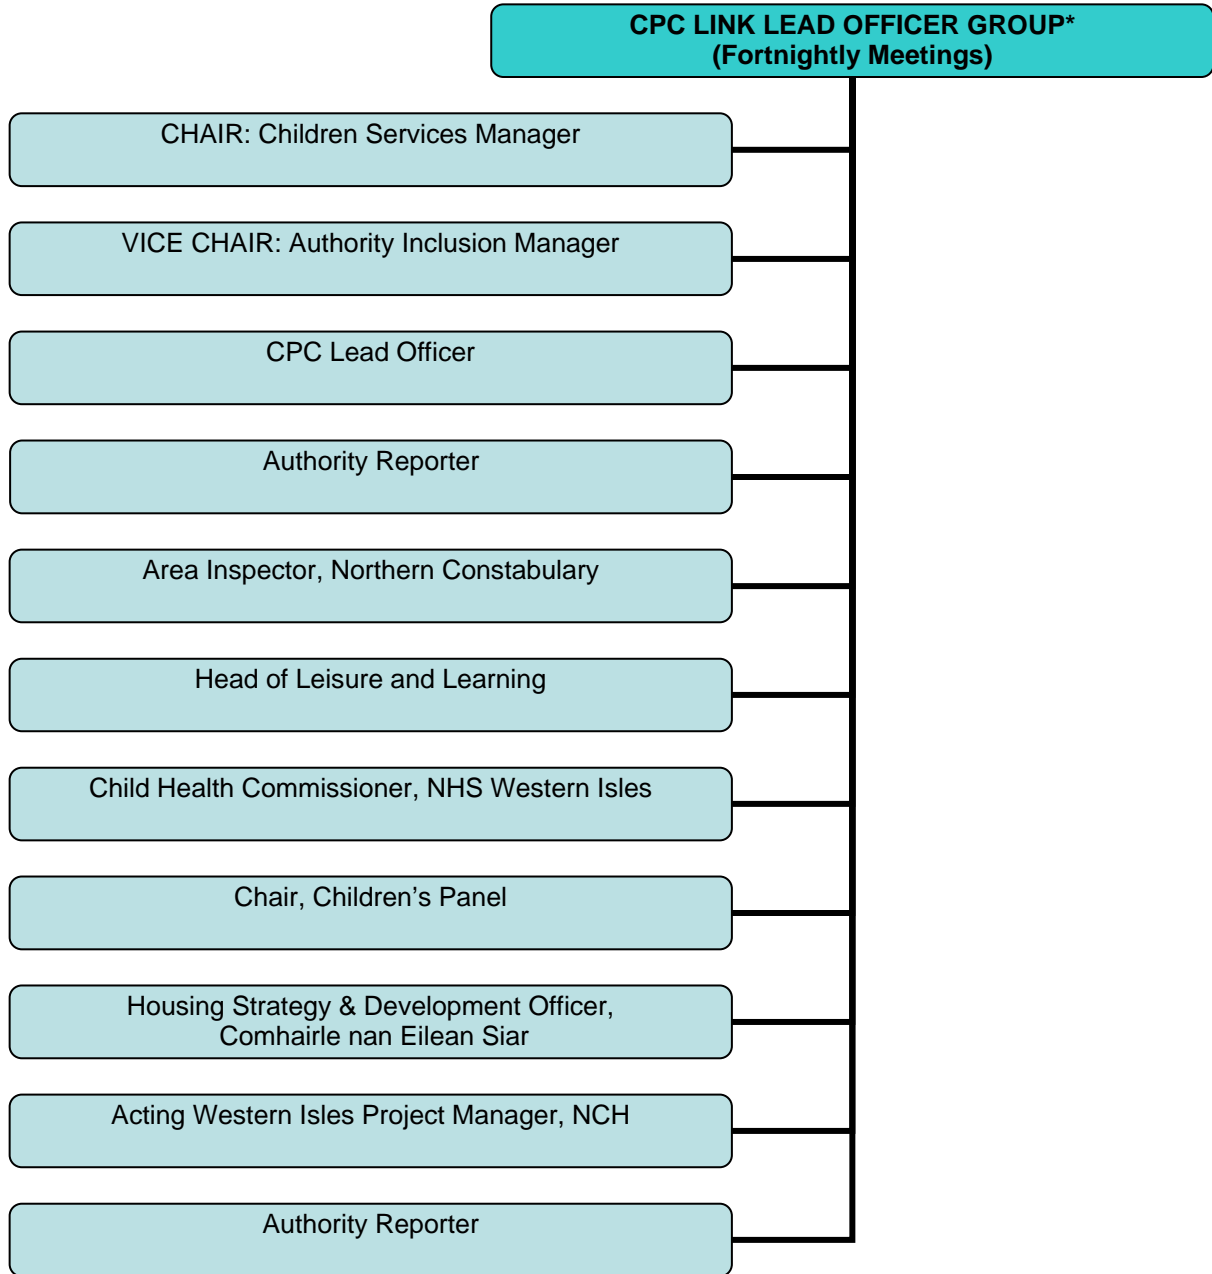 CPC LINK LEAD OFFICER GROUP*
(Fortnightly Meetings)
CHAIR: Children Services Manager
VICE CHAIR: Authority Inclusion Manager
CPC Lead Officer
Authority Reporter
Area Inspector, Northern Constabulary
Head of Leisure and Learning
Child Health Commissioner, NHS Western Isles
Chair, Children’s Panel
Housing Strategy & Development Officer,
Comhairle nan Eilean Siar
Acting Western Isles Project Manager, NCH
Authority Reporter